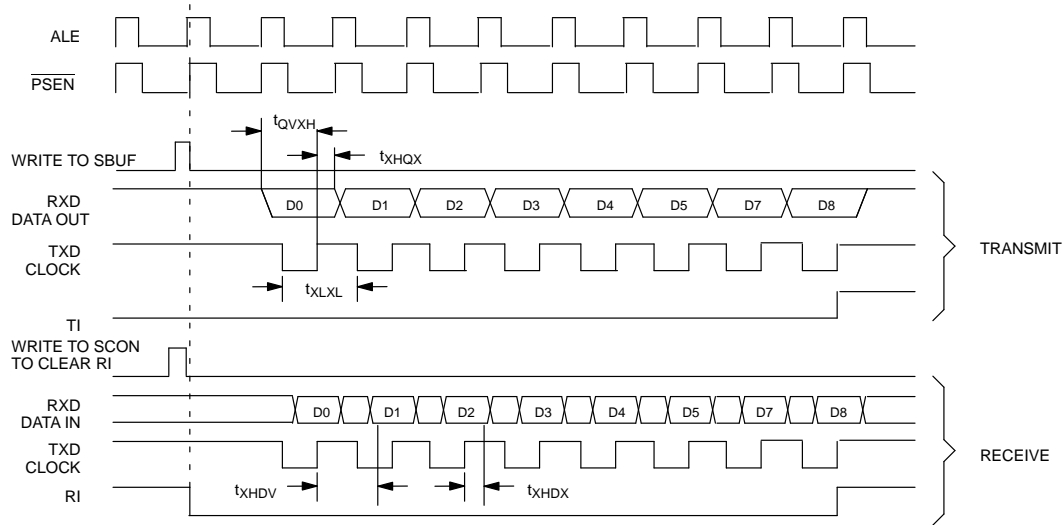 ALE
PSEN
tQVXH
tXHQX
WRITE TO SBUF
RXD
DATA OUT
D0 D1 D2 D3 D4 D5 D7 D8
TXD
CLOCK
TRANSMIT
tXLXL
TI
WRITE TO SCON
TO CLEAR RI
RXD
DATA IN
D0 D1 D2 D3 D4 D5 D7 D8
TXD
CLOCK
RECEIVE
tXHDV
tXHDX
RI